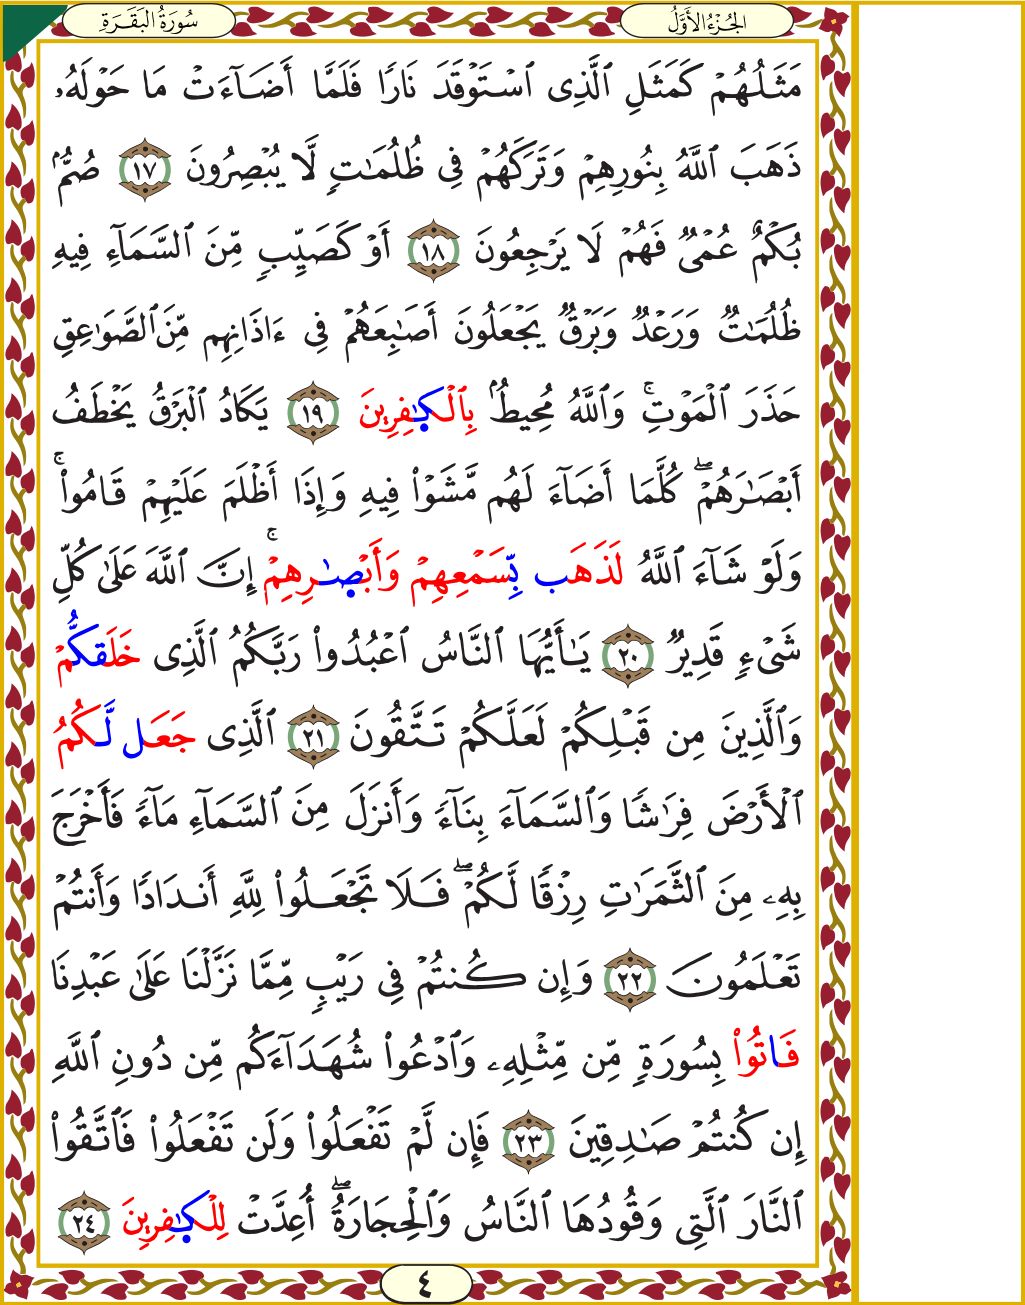 الجُزْءُ الأَوَّلُ
سُورَةُ البَقَرَةِ
مَثَلُهُمْ كَمَثَلِ ٱلَّذِى ٱسْتَوْقَدَ نَارًا فَلَمَّآ أَضَآءَتْ مَا حَوْلَهُۥ
ذَهَبَ ٱللَّهُ بِنُورِهِمْ وَتَرَكَهُمْ فِى ظُلُمَٰتٍ لَّا يُبْصِرُونَ ١٧ صُمٌّۢ
بُكْمٌ عُمْىٌ فَهُمْ لَا يَرْجِعُونَ ١٨ أَوْ كَصَيِّبٍ مِّنَ ٱلسَّمَآءِ فِيهِ
ظُلُمَٰتٌ وَرَعْدٌ وَبَرْقٌ يَجْعَلُونَ أَصَٰبِعَهُمْ فِى ءَاذَانِهِم مِّنَ ٱلصَّوَٰعِقِ
حَذَرَ ٱلْمَوْتِ ۚ وَٱللَّهُ مُحِيطٌۢ بِٱلْكَٰفِرِينَ ١٩ يَكَادُ ٱلْبَرْقُ يَخْطَفُ
أَبْصَٰرَهُمْ ۖ كُلَّمَا أَضَآءَ لَهُم مَّشَوْا۟ فِيهِ وَإِذَا أَظْلَمَ عَلَيْهِمْ قَامُوا۟ ۚ
وَلَوْ شَآءَ ٱللَّهُ لَذَهَب بِّسَمْعِهِمْ وَأَبْصَٰرِهِمْ ۚ إِنَّ ٱللَّهَ عَلَىٰ كُلِّ
شَىْءٍ قَدِيرٌ ٢٠ يَٰأَيُّهَا ٱلنَّاسُ ٱعْبُدُوا۟ رَبَّكُمُ ٱلَّذِى خَلَقكُّمْ
وَٱلَّذِينَ مِن قَبْلِكُمْ لَعَلَّكُمْ تَتَّقُونَ ٢١ ٱلَّذِى جَعَل لَّكُمُ
ٱلْأَرْضَ فِرَٰشًا وَٱلسَّمَآءَ بِنَآءً وَأَنزَلَ مِنَ ٱلسَّمَآءِ مَآءً فَأَخْرَجَ
بِهِۦ مِنَ ٱلثَّمَرَٰتِ رِزْقًا لَّكُمْ ۖ فَلَا تَجْعَلُوا۟ لِلَّهِ أَندَادًا وَأَنتُمْ
تَعْلَمُونَ ٢٢ وَإِن كُنتُمْ فِى رَيْبٍ مِّمَّا نَزَّلْنَا عَلَىٰ عَبْدِنَا
فَاتُوا۟ بِسُورَةٍ مِّن مِّثْلِهِۦ وَٱدْعُوا۟ شُهَدَآءَكُم مِّن دُونِ ٱللَّهِ
إِن كُنتُمْ صَٰدِقِينَ ٢٣ فَإِن لَّمْ تَفْعَلُوا۟ وَلَن تَفْعَلُوا۟ فَٱتَّقُوا۟
ٱلنَّارَ ٱلَّتِى وَقُودُهَا ٱلنَّاسُ وَٱلْحِجَارَةُ ۖ أُعِدَّتْ لِلْكَٰفِرِينَ ٢٤
٤